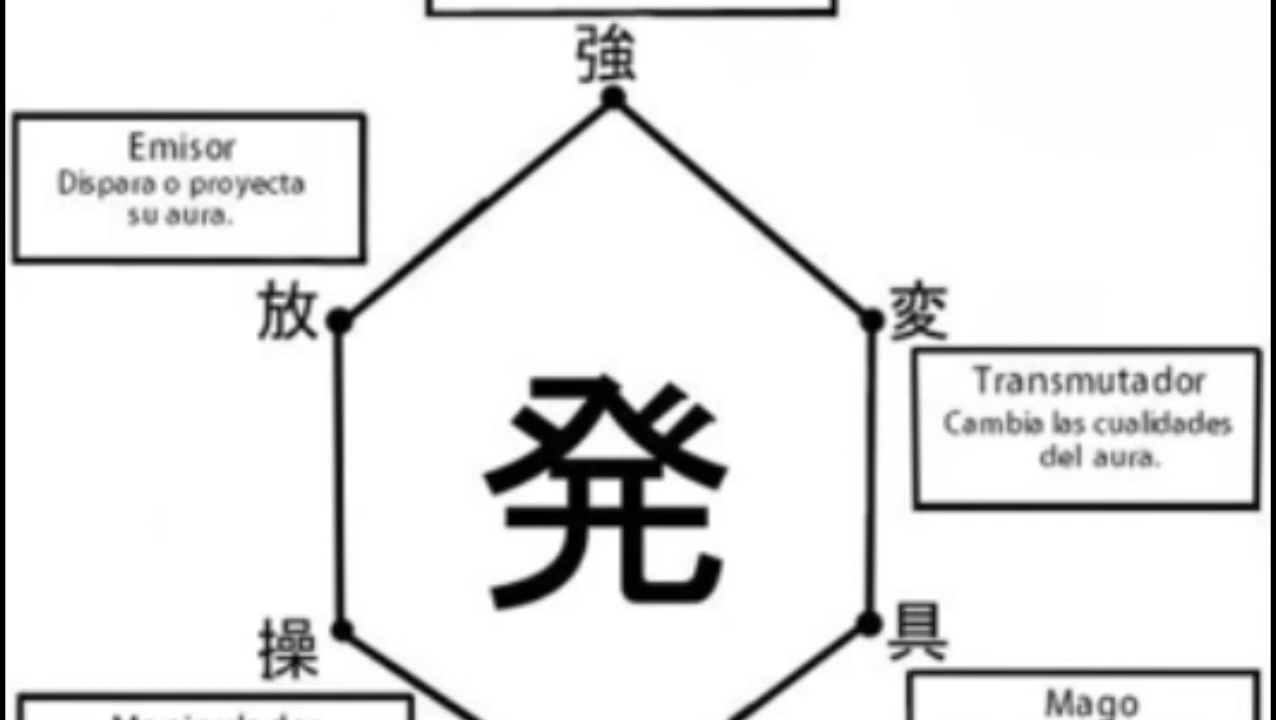 強
Emisor
Dispara o proyecta
su aura.
放
変
Transmutador
Cambia las cualidades
del aura.
発
操
具
Mago